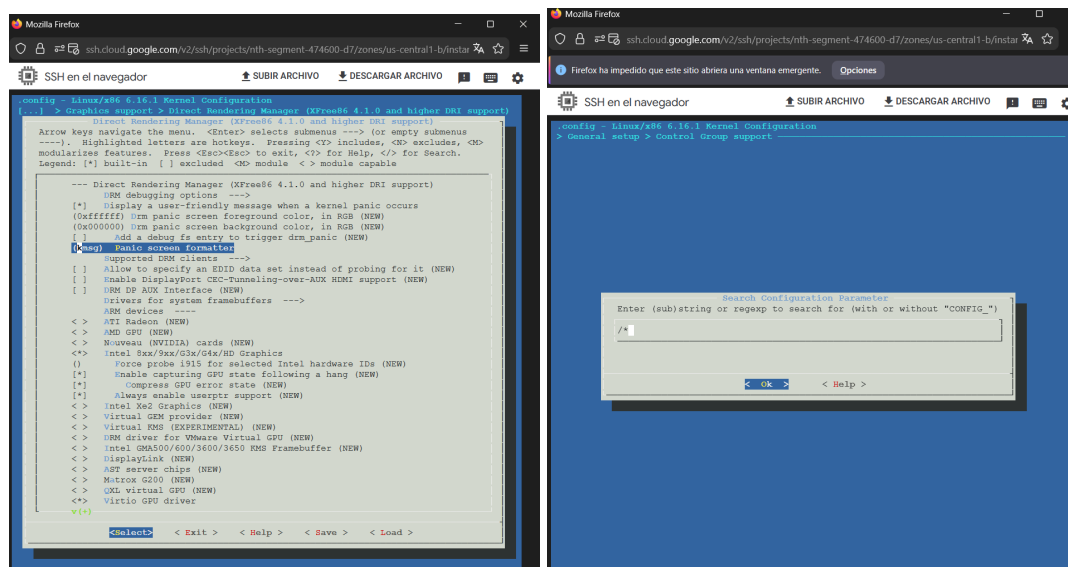 Mozilla Firefox
ssh.cloud.google.com/v2/ssh/projects/nth-segment-474600-d7/zones/us-central1-b/instar
SSH en el navegador
SUBIR ARCHIVO
DESCARGAR ARCHIVO
.config - Linux/x86 6.16.1 Kernel Configuration
[...] > Graphics support > Direct Rendering Manager (XFree86 4.1.0 and higher DRI support)
Direct Rendering Manager (XFree86 4.1.0 and higher DRI support)
Arrow keys navigate the menu. <Enter> selects submenus ---> (or empty submenus
----). Highlighted letters are hotkeys. Pressing <Y> includes, <N> excludes, <M>
modularizes features. Press <Esc><Esc> to exit, <?> for Help, </> for Search.
Legend: [*] built-in [ ] excluded <M> module < > module capable
--- Direct Rendering Manager (XFree86 4.1.0 and higher DRI support)
DRM debugging options --->
[*] Display a user-friendly message when a kernel panic occurs
(0xffffff) Drm panic screen foreground color, in RGB (NEW)
(0x000000) Drm panic screen background color, in RGB (NEW)
[ ] Add a debug fs entry to trigger drm_panic (NEW)
(kmsg) Panic screen formatter
Supported DRM clients --->
[ ] Allow to specify an EDID data set instead of probing for it (NEW)
[ ] Enable DisplayPort CEC-Tunneling-over-AUX HDMI support (NEW)
[ ] DRM DP AUX Interface (NEW)
Drivers for system framebuffers --->
ARM devices ----
< > ATI Radeon (NEW)
< > AMD GPU (NEW)
< > Nouveau (NVIDIA) cards (NEW)
<*> Intel 8xx/9xx/G3x/G4x/HD Graphics
() Force probe i915 for selected Intel hardware IDs (NEW)
[*] Enable capturing GPU state following a hang (NEW)
[*] Compress GPU error state (NEW)
[*] Always enable userptr support (NEW)
< > Intel Xe2 Graphics (NEW)
< > Virtual GEM provider (NEW)
< > Virtual KMS (EXPERIMENTAL) (NEW)
< > DRM driver for VMware Virtual GPU (NEW)
< > Intel GMA500/600/3600/3650 KMS Framebuffer (NEW)
< > DisplayLink (NEW)
< > AST server chips (NEW)
< > Matrox G200 (NEW)
< > QXL virtual GPU (NEW)
<*> Virtio GPU driver
v(+)
<Select> < Exit > < Help > < Save > < Load >
Mozilla Firefox
ssh.cloud.google.com/v2/ssh/projects/nth-segment-474600-d7/zones/us-central1-b/instar
Firefox ha impedido que este sitio abriera una ventana emergente. Opciones
SSH en el navegador
SUBIR ARCHIVO
DESCARGAR ARCHIVO
.config - Linux/x86 6.16.1 Kernel Configuration
> General setup > Control Group support
Search Configuration Parameter
Enter (sub)string or regexp to search for (with or without "CONFIG_")
/*
< Ok > < Help >